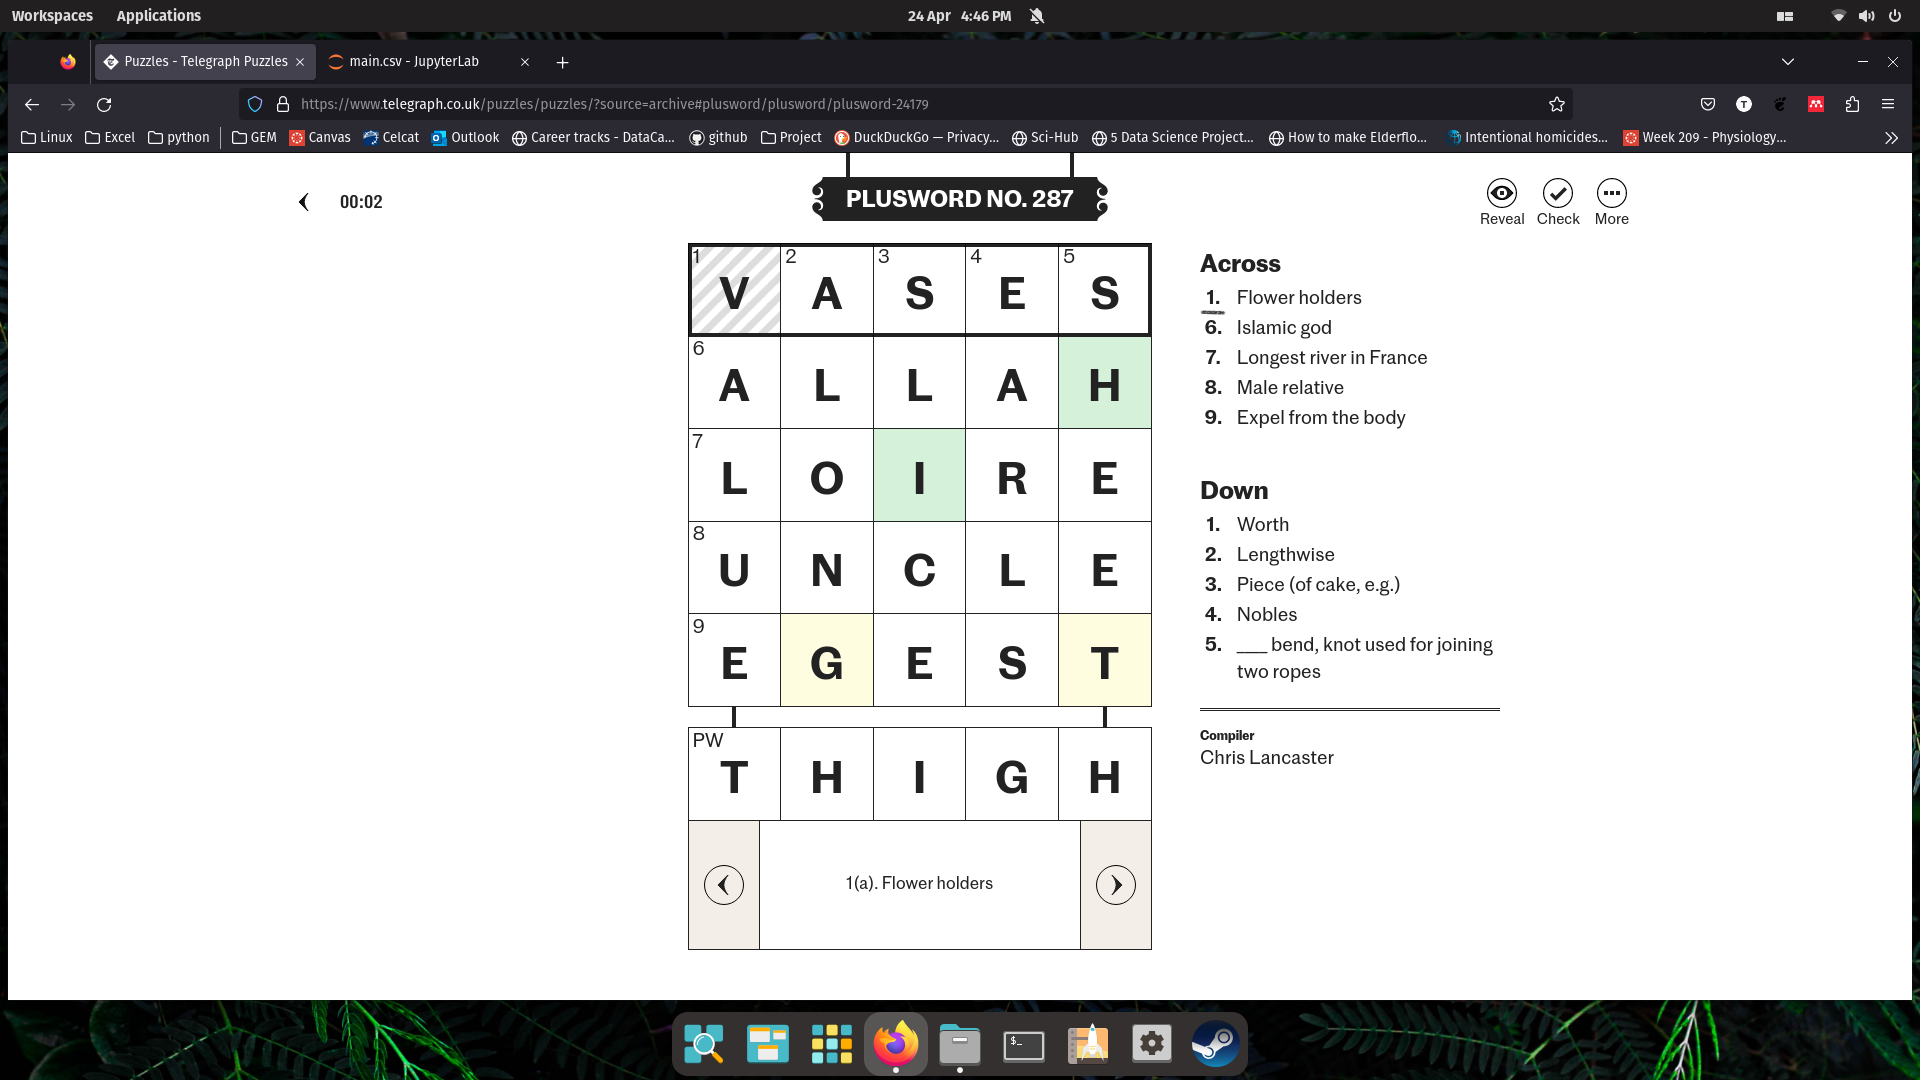 Workspaces Applications 24 Apr 4:46 PM
Puzzles - Telegraph Puzzles main.csv - JupyterLab
https://www.telegraph.co.uk/puzzles/puzzles/?source=archive#plusword/plusword/plusword-24179
Linux Excel python GEM Canvas Celcat Outlook Career tracks - DataCa... github Project DuckDuckGo — Privacy... Sci-Hub 5 Data Science Project... How to make Elderflo... Intentional homicides... Week 209 - Physiology...
00:02
PLUSWORD NO. 287
Reveal Check More
1 V 2 A 3 S 4 E 5 S
6 A L L A H
7 L O I R E
8 U N C L E
9 E G E S T
PW T H I G H
1(a). Flower holders
Across
1. Flower holders
6. Islamic god
7. Longest river in France
8. Male relative
9. Expel from the body
Down
1. Worth
2. Lengthwise
3. Piece (of cake, e.g.)
4. Nobles
5. ___ bend, knot used for joining
two ropes
Compiler
Chris Lancaster
$_